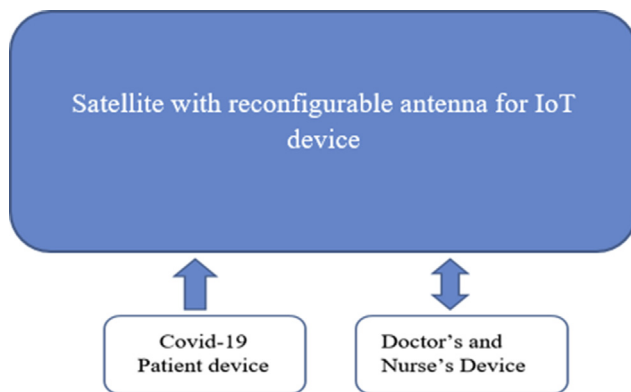 Satellite with reconfigurable antenna for IoT
device
Covid-19
Patient device
Doctor's and
Nurse's Device